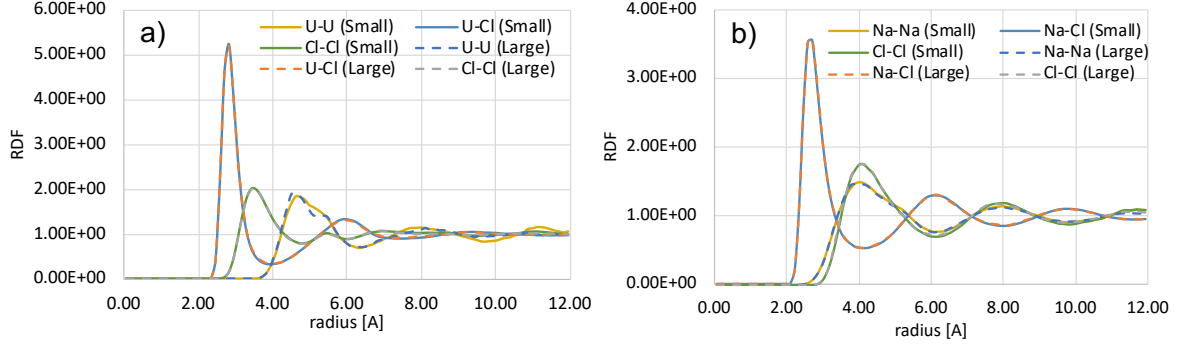 a)
U-U (Small) U-Cl (Small)
Cl-Cl (Small) U-U (Large)
U-Cl (Large) Cl-Cl (Large)
6.00E+00
5.00E+00
4.00E+00
3.00E+00
2.00E+00
1.00E+00
0.00E+00
RDF
0.00 2.00 4.00 6.00 8.00 10.00 12.00
radius [A]
b)
Na-Na (Small) Na-Cl (Small)
Cl-Cl (Small) Na-Na (Large)
Na-Cl (Large) Cl-Cl (Large)
4.00E+00
3.00E+00
2.00E+00
1.00E+00
0.00E+00
RDF
0.00 2.00 4.00 6.00 8.00 10.00 12.00
radius [A]